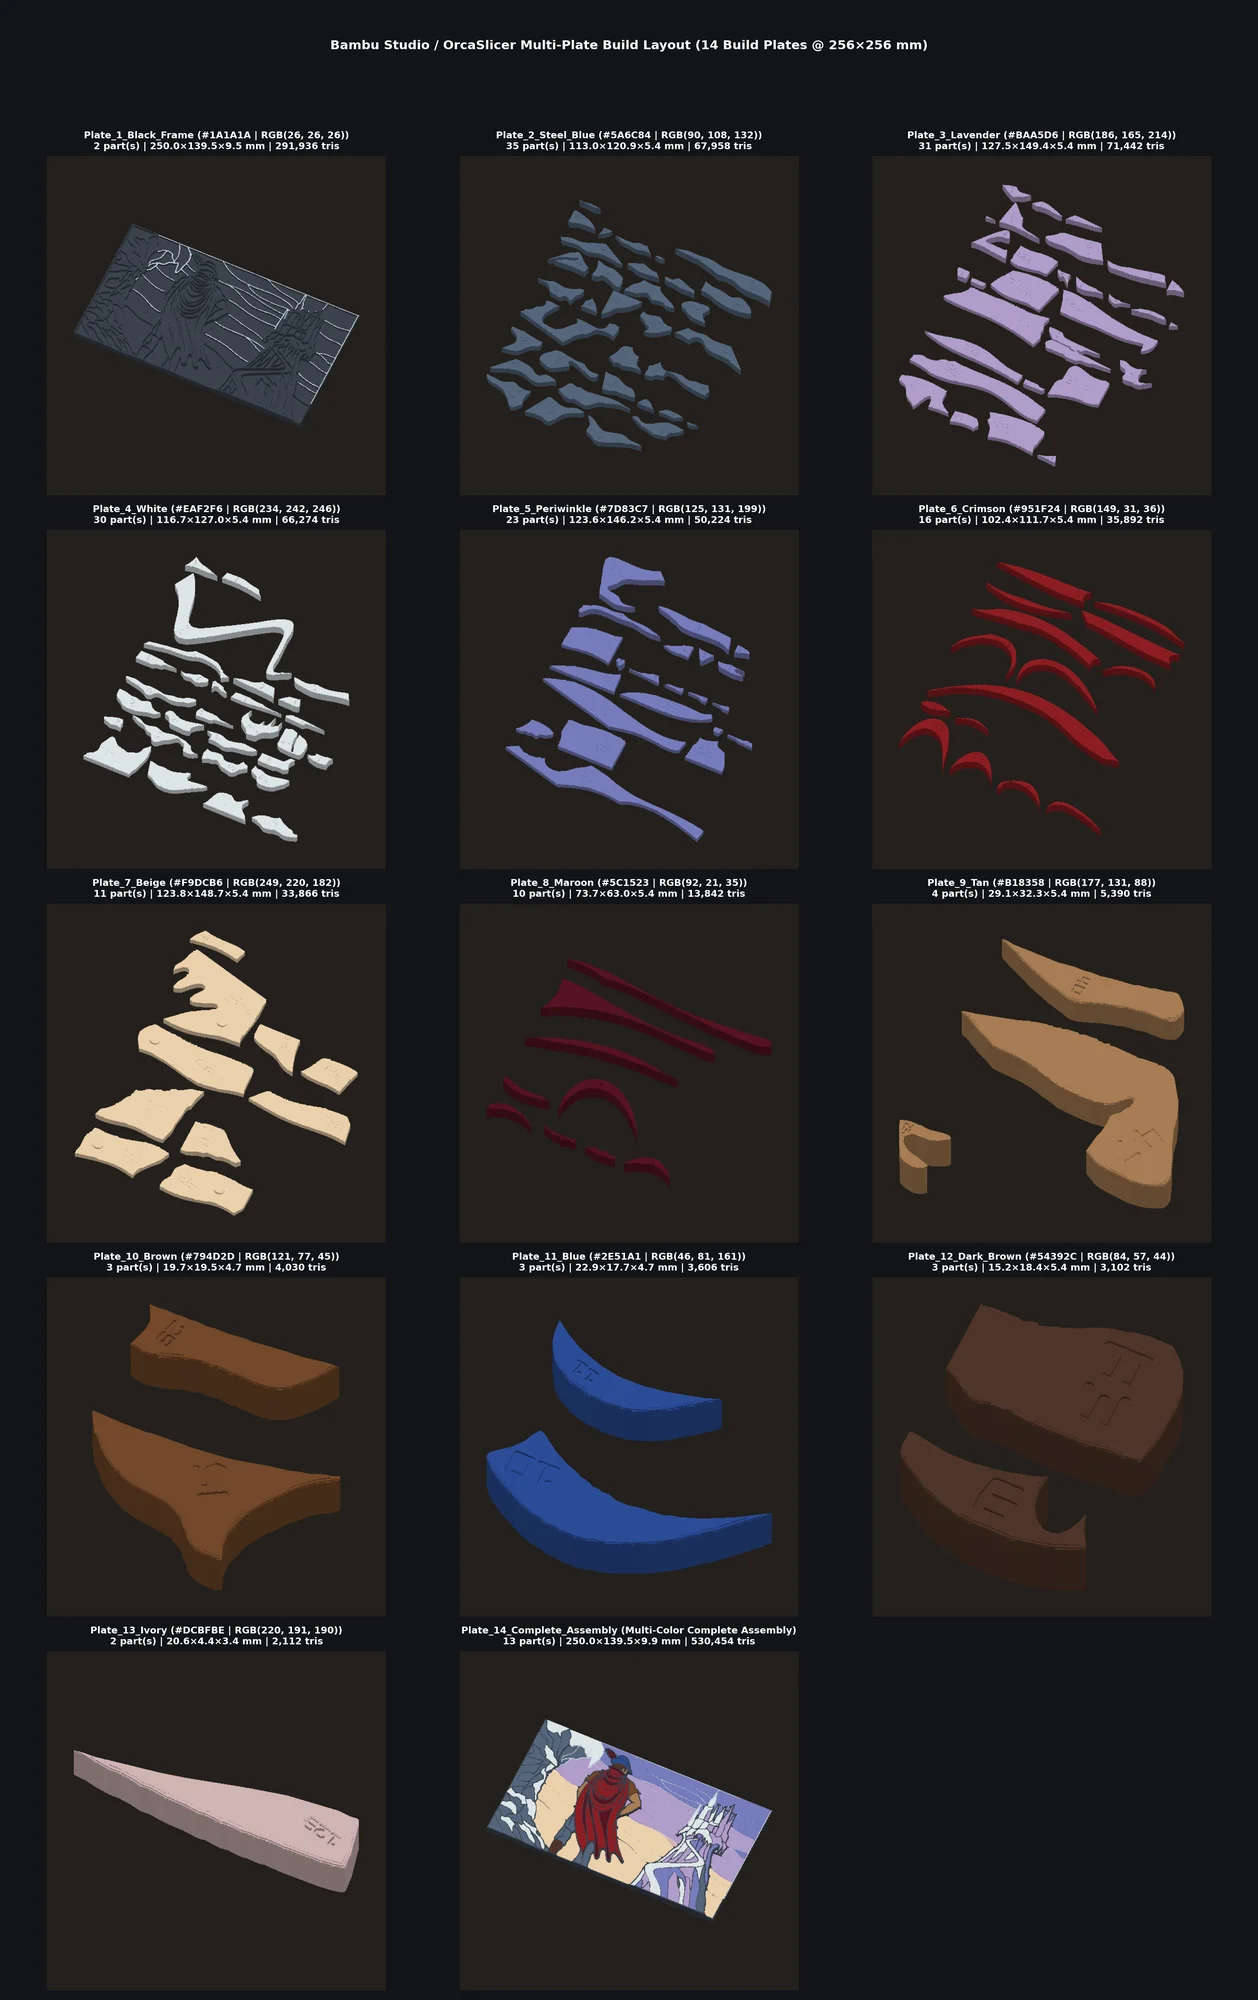 Bambu Studio / OrcaSlicer Multi-Plate Build Layout (14 Build Plates @ 256×256 mm)
Plate_1_Black_Frame (#1A1A1A | RGB(26, 26, 26))
2 part(s) | 250.0×139.5×9.5 mm | 291,936 tris
Plate_2_Steel_Blue (#5A6C84 | RGB(90, 108, 132))
35 part(s) | 113.0×120.9×5.4 mm | 67,958 tris
Plate_3_Lavender (#BAA5D6 | RGB(186, 165, 214))
31 part(s) | 127.5×149.4×5.4 mm | 71,442 tris
Plate_4_White (#EAF2F6 | RGB(234, 242, 246))
30 part(s) | 116.7×127.0×5.4 mm | 66,274 tris
Plate_5_Periwinkle (#7D83C7 | RGB(125, 131, 199))
23 part(s) | 123.6×146.2×5.4 mm | 50,224 tris
Plate_6_Crimson (#951F24 | RGB(149, 31, 36))
16 part(s) | 102.4×111.7×5.4 mm | 35,892 tris
Plate_7_Beige (#F9DCB6 | RGB(249, 220, 182))
11 part(s) | 123.8×148.7×5.4 mm | 33,866 tris
Plate_8_Maroon (#5C1523 | RGB(92, 21, 35))
10 part(s) | 73.7×63.0×5.4 mm | 13,842 tris
Plate_9_Tan (#B18358 | RGB(177, 131, 88))
4 part(s) | 29.1×32.3×5.4 mm | 5,390 tris
Plate_10_Brown (#794D2D | RGB(121, 77, 45))
3 part(s) | 19.7×19.5×4.7 mm | 4,030 tris
Plate_11_Blue (#2E51A1 | RGB(46, 81, 161))
3 part(s) | 22.9×17.7×4.7 mm | 3,606 tris
Plate_12_Dark_Brown (#54392C | RGB(84, 57, 44))
3 part(s) | 15.2×18.4×5.4 mm | 3,102 tris
Plate_13_Ivory (#DCBFBE | RGB(220, 191, 190))
2 part(s) | 20.6×4.4×3.4 mm | 2,112 tris
Plate_14_Complete_Assembly (Multi-Color Complete Assembly)
13 part(s) | 250.0×139.5×9.9 mm | 530,454 tris